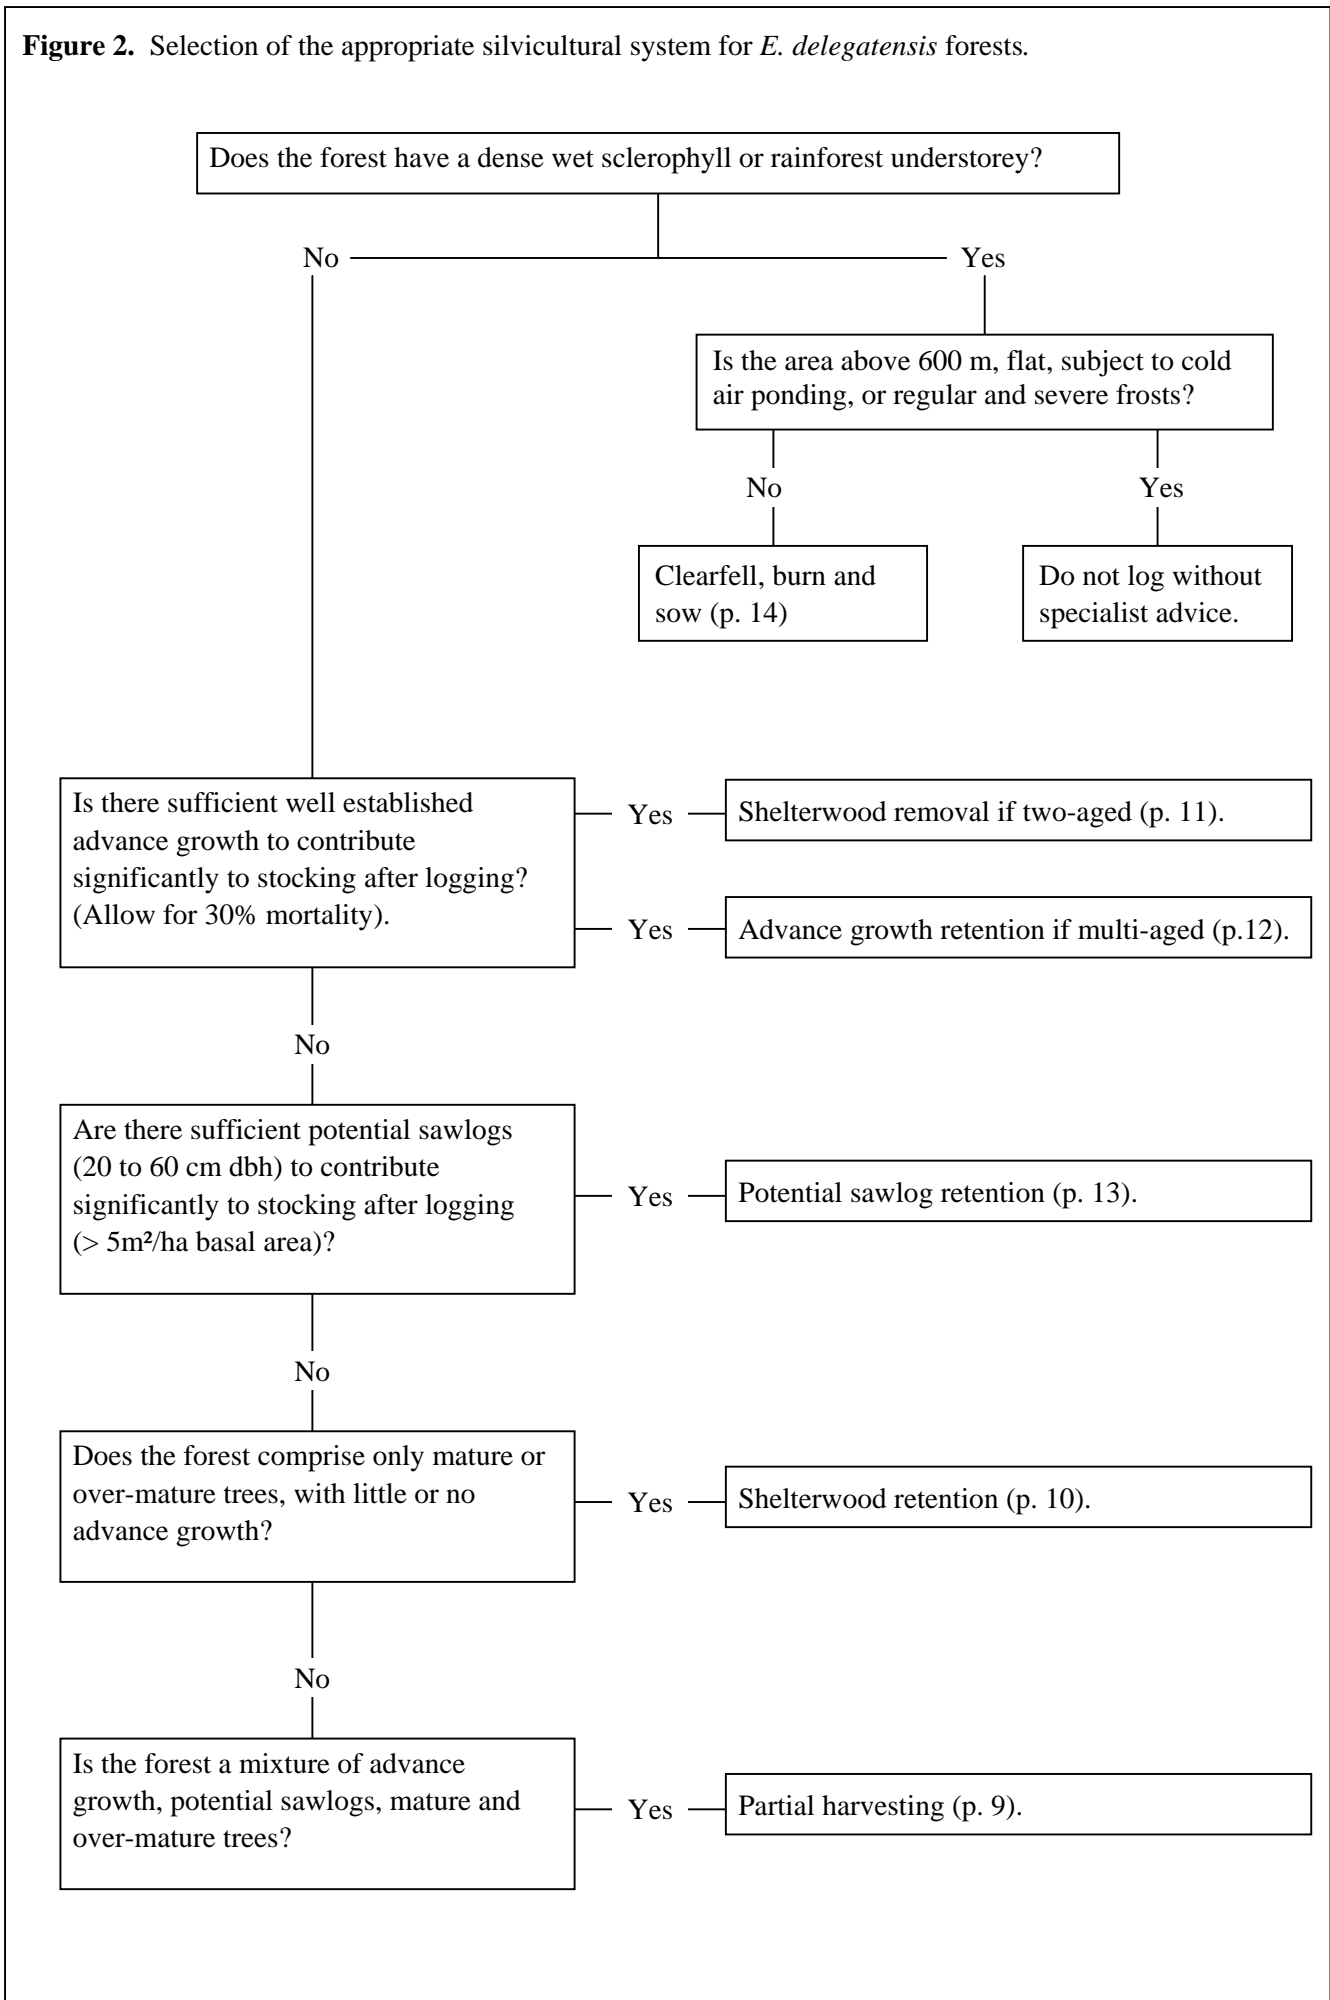 Figure 2. Selection of the appropriate silvicultural system for E. delegatensis forests.
Does the forest have a dense wet sclerophyll or rainforest understorey?
No
Yes
Is the area above 600 m, flat, subject to cold
air ponding, or regular and severe frosts?
No
Yes
Clearfell, burn and
sow (p. 14)
Do not log without
specialist advice.
Is there sufficient well established
advance growth to contribute
significantly to stocking after logging?
(Allow for 30% mortality).
Yes
Shelterwood removal if two-aged (p. 11).
Yes
Advance growth retention if multi-aged (p.12).
No
Are there sufficient potential sawlogs
(20 to 60 cm dbh) to contribute
significantly to stocking after logging
(> 5m²/ha basal area)?
Yes
Potential sawlog retention (p. 13).
No
Does the forest comprise only mature or
over-mature trees, with little or no
advance growth?
Yes
Shelterwood retention (p. 10).
No
Is the forest a mixture of advance
growth, potential sawlogs, mature and
over-mature trees?
Yes
Partial harvesting (p. 9).